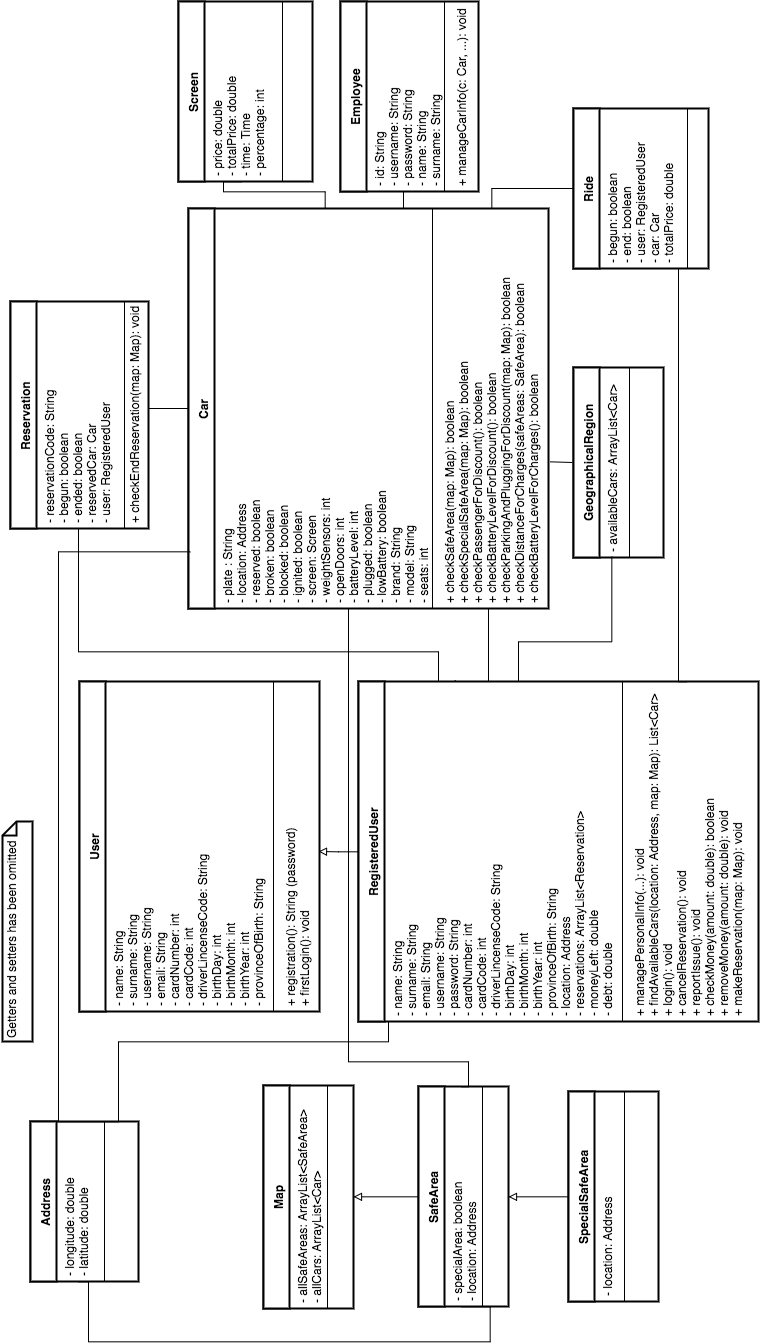 Getters and setters has been omitted
Address
- longitude: double
- latitude: double
User
- name: String
- surname: String
- username: String
- email: String
- cardNumber: int
- cardCode: int
- driverLincenseCode: String
- birthDay: int
- birthMonth: int
- birthYear: int
- provinceOfBirth: String
+ registration(): String (password)
+ firstLogin(): void
Reservation
- reservationCode: String
- begun: boolean
- ended: boolean
- reservedCar: Car
- user: RegisteredUser
+ checkEndReservation(map: Map): void
Screen
- price: double
- totalPrice: double
- time: Time
- percentage: int
Car
- plate : String
- location: Address
- reserved: boolean
- broken: boolean
- blocked: boolean
- ignited: boolean
- screen: Screen
- weightSensors: int
- openDoors: int
- batteryLevel: int
- plugged: boolean
- lowBattery: boolean
- brand: String
- model: String
- seats: int
+ checkSafeArea(map: Map): boolean
+ checkSpecialSafeArea(map: Map): boolean
+ checkPassengerForDiscount(): boolean
+ checkBatteryLevelForDiscount(): boolean
+ checkParkingAndPluggingForDiscount(map: Map): boolean
+ checkDistanceForCharges(safeAreas: SafeArea): boolean
+ checkBatteryLevelForCharges(): boolean
Employee
- id: String
- username: String
- password: String
- name: String
- surname: String
+ manageCarInfo(c: Car, ...): void
Map
- allSafeAreas: ArrayList<SafeArea>
- allCars: ArrayList<Car>
RegisteredUser
- name: String
- surname: String
- email: String
- username: String
- password: String
- cardNumber: int
- cardCode: int
- driverLincenseCode: String
- birthDay: int
- birthMonth: int
- birthYear: int
- provinceOfBirth: String
- location: Address
- reservations: ArrayList<Reservation>
- moneyLeft: double
- debt: double
+ managePersonalInfo(...): void
+ findAvailableCars(location: Address, map: Map): List<Car>
+ login(): void
+ cancelReservation(): void
+ reportIssue(): void
+ checkMoney(amount: double): boolean
+ removeMoney(amount: double): void
+ makeReservation(map: Map): void
SafeArea
- specialArea: boolean
- location: Address
SpecialSafeArea
- location: Address
GeographicalRegion
- availableCars: ArrayList<Car>
Ride
- begun: boolean
- end: boolean
- user: RegisteredUser
- car: Car
- totalPrice: double